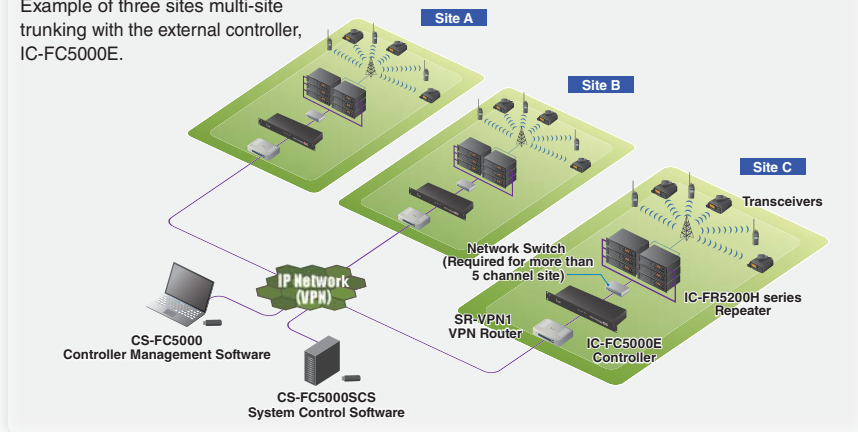 Example of three sites multi-site
trunking with the external controller,
IC-FC5000E.
Site A
Site B
Site C
Transceivers
Network Switch
(Required for more than
5 channel site)
IP Network
(VPN)
IC-FR5200H series
Repeater
SR-VPN1
VPN Router
IC-FC5000E
Controller
CS-FC5000
Controller Management Software
CS-FC5000SCS
System Control Software